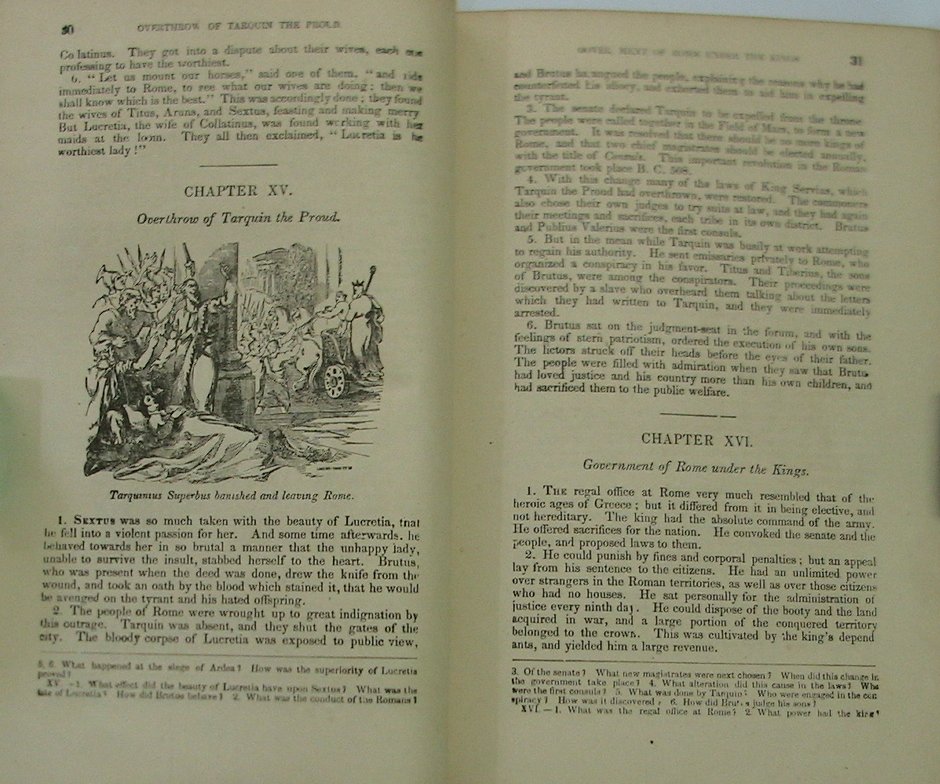 30 OVERTHROW OF TARQUIN THE PROUD
Co latinus. They got into a dispute about their wives, each one
professing to have the worthiest.
6. “ Let us mount our horses,” said one of them, “ and ride
immediately to Rome, to see what our wives are doing: then we
shall know which is the best.” This was accordingly done ; they found
the wives of Titus, Aruns, and Sextus, feasting and making merry
But Lucretia, the wife of Collatinus, was found working with her
maids at the loom. They all then exclaimed, “ Lucretia is he
worthiest lady !”
CHAPTER XV.
Overthrow of Tarquin the Proud.
Tarquinius Superbus banished and leaving Rome.
1. SEXTUS was so much taken with the beauty of Lucretia, that
he fell into a violent passion for her. And some time afterwards, he
behaved towards her in so brutal a manner that the unhappy lady,
unable to survive the insult, stabbed herself to the heart. Brutus,
who was present when the deed was done, drew the knife from the
wound, and took an oath by the blood which stained it, that he would
be avenged on the tyrant and his hated offspring.
2 The people of Rome were wrought up to great indignation by
this outrage. Tarquin was absent, and they shut the gates of the
city. The bloody corpse of Lucretia was exposed to public view,
5, 6. What happened at the siege of Ardea ? How was the superiority of Lucretia
proved ?
XV —1. What effect did the beauty of Lucretia have upon Sextus ? What was the
fate of Lucretia ? How did Brutus behave ? 2. What was the conduct of the Romans ?
GOVERNMENT OF ROME UNDER THE KINGS 31
and Brutus harangued the people, explaining the reasons why he had
counterfeited his idiocy, and exhorted them to aid him in expelling
the tyrant.
3. The senate declared Tarquin to be expelled from the throne
The people were called together in the Field of Mars, to form a new
government. It was resolved that there should be no more kings of
Rome, and that two chief magistrates should be elected annually,
with the title of Consuls. This important revolution in the Roman
government took place B. C. 508.
4. With this change many of the laws of King Servius, which
Tarquin the Proud had overthrown, were restored. The commoners
also chose their own judges to try suits at law, and they had again
their meetings and sacrifices, each tribe in its own district. Brutus
and Publius Valerius were the first consuls.
5. But in the mean while Tarquin was busily at work attempting
to regain his authority. He sent emissaries privately to Rome, who
organized a conspiracy in his favor. Titus and Tiberius, the sons
of Brutus, were among the conspirators. Their proceedings were
discovered by a slave who overheard them talking about the letters
which they had written to Tarquin, and they were immediately
arrested.
6. Brutus sat on the judgment-seat in the forum, and with the
feelings of stern patriotism, ordered the execution of his own sons.
The lictors struck off their heads before the eyes of their father.
The people were filled with admiration when they saw that Brutus
had loved justice and his country more than his own children, and
had sacrificed them to the public welfare.
CHAPTER XVI.
Government of Rome under the Kings.
1. THE regal office at Rome very much resembled that of the
heroic ages of Greece ; but it differed from it in being elective, and
not hereditary. The king had the absolute command of the army.
He offered sacrifices for the nation. He convoked the senate and the
people, and proposed laws to them.
2. He could punish by fines and corporal penalties ; but an appeal
lay from his sentence to the citizens. He had an unlimited power
over strangers in the Roman territories, as well as over those citizens
who had no houses. He sat personally for the administration of
justice every ninth day. He could dispose of the booty and the land
acquired in war, and a large portion of the conquered territory
belonged to the crown. This was cultivated by the king's depend
ants, and yielded him a large revenue.
3. Of the senate ? What new magistrates were next chosen ? When did this change in
the government take place ? 4. What alteration did this cause in the laws ? Who
were the first consuls ? 5. What was done by Tarquin ? Who were engaged in the con
spiracy ? How was it discovered ? 6. How did Brutus judge his sons ?
XVI.—1. What was the regal office at Rome ? 2 What power had the king ?